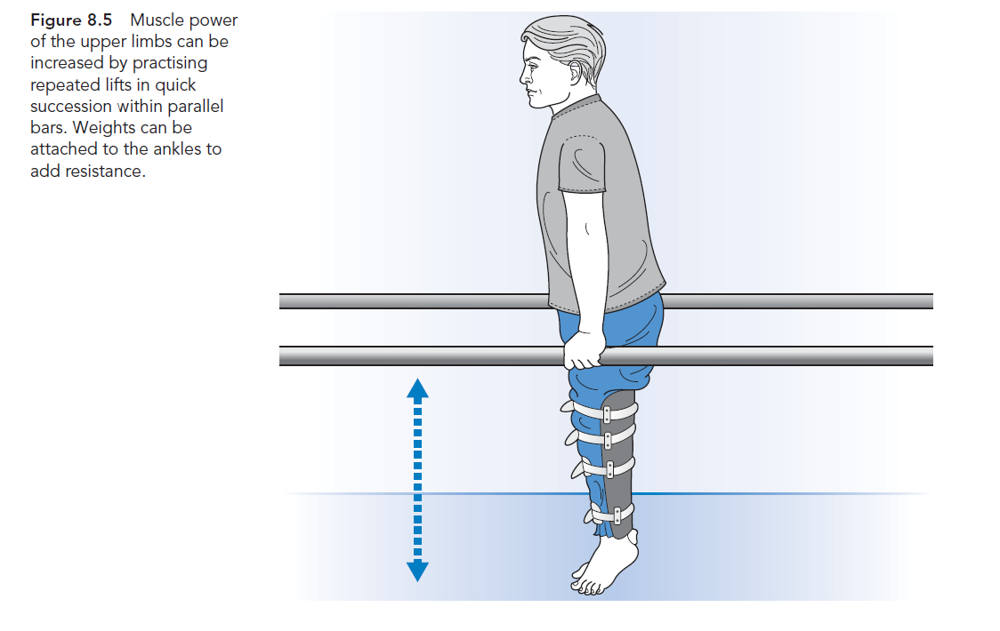 Figure 8.5 Muscle power
of the upper limbs can be
increased by practising
repeated lifts in quick
succession within parallel
bars. Weights can be
attached to the ankles to
add resistance.